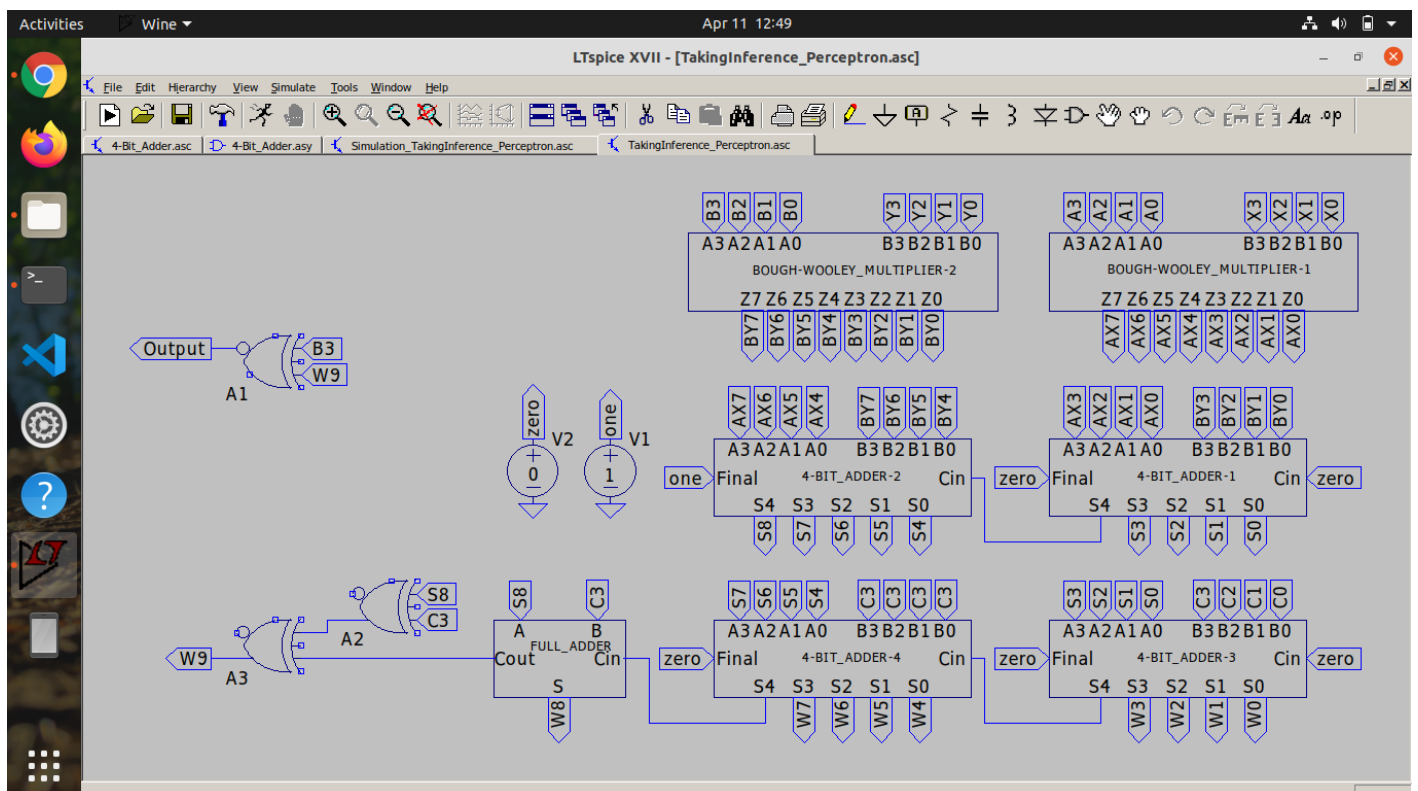 Activities Wine Apr 11 12:49
LTspice XVII - [TakingInference_Perceptron.asc]
File Edit Hierarchy View Simulate Tools Window Help
Aa .op
4-Bit_Adder.asc 4-Bit_Adder.asy Simulation_TakingInference_Perceptron.asc TakingInference_Perceptron.asc
B3 B2 B1 B0 Y3 Y2 Y1 Y0 A3 A2 A1 A0 X3 X2 X1 X0
A3 A2 A1 A0 B3 B2 B1 B0 A3 A2 A1 A0 B3 B2 B1 B0
BOUGH-WOOLEY_MULTIPLIER-2 BOUGH-WOOLEY_MULTIPLIER-1
Z7 Z6 Z5 Z4 Z3 Z2 Z1 Z0 Z7 Z6 Z5 Z4 Z3 Z2 Z1 Z0
BY7 BY6 BY5 BY4 BY3 BY2 BY1 BY0 AX7 AX6 AX5 AX4 AX3 AX2 AX1 AX0
Output B3
W9
A1
zero one AX7 AX6 AX5 AX4 BY7 BY6 BY5 BY4 AX3 AX2 AX1 AX0 BY3 BY2 BY1 BY0
V2 V1 A3 A2 A1 A0 B3 B2 B1 B0 A3 A2 A1 A0 B3 B2 B1 B0
0 1 one Final 4-BIT_ADDER-2 Cin zero Final 4-BIT_ADDER-1 Cin zero
S4 S3 S2 S1 S0 S4 S3 S2 S1 S0
S8 S7 S6 S5 S4 S3 S2 S1 S0
S8 S8 C3 S7 S6 S5 S4 C3 C3 C3 C3 S3 S2 S1 S0 C3 C2 C1 C0
C3
A2 A B A3 A2 A1 A0 B3 B2 B1 B0 A3 A2 A1 A0 B3 B2 B1 B0
FULL_ADDER
W9 Cout Cin zero Final 4-BIT_ADDER-4 Cin zero Final 4-BIT_ADDER-3 Cin zero
A3
S S4 S3 S2 S1 S0 S4 S3 S2 S1 S0
W8 W7 W6 W5 W4 W3 W2 W1 W0